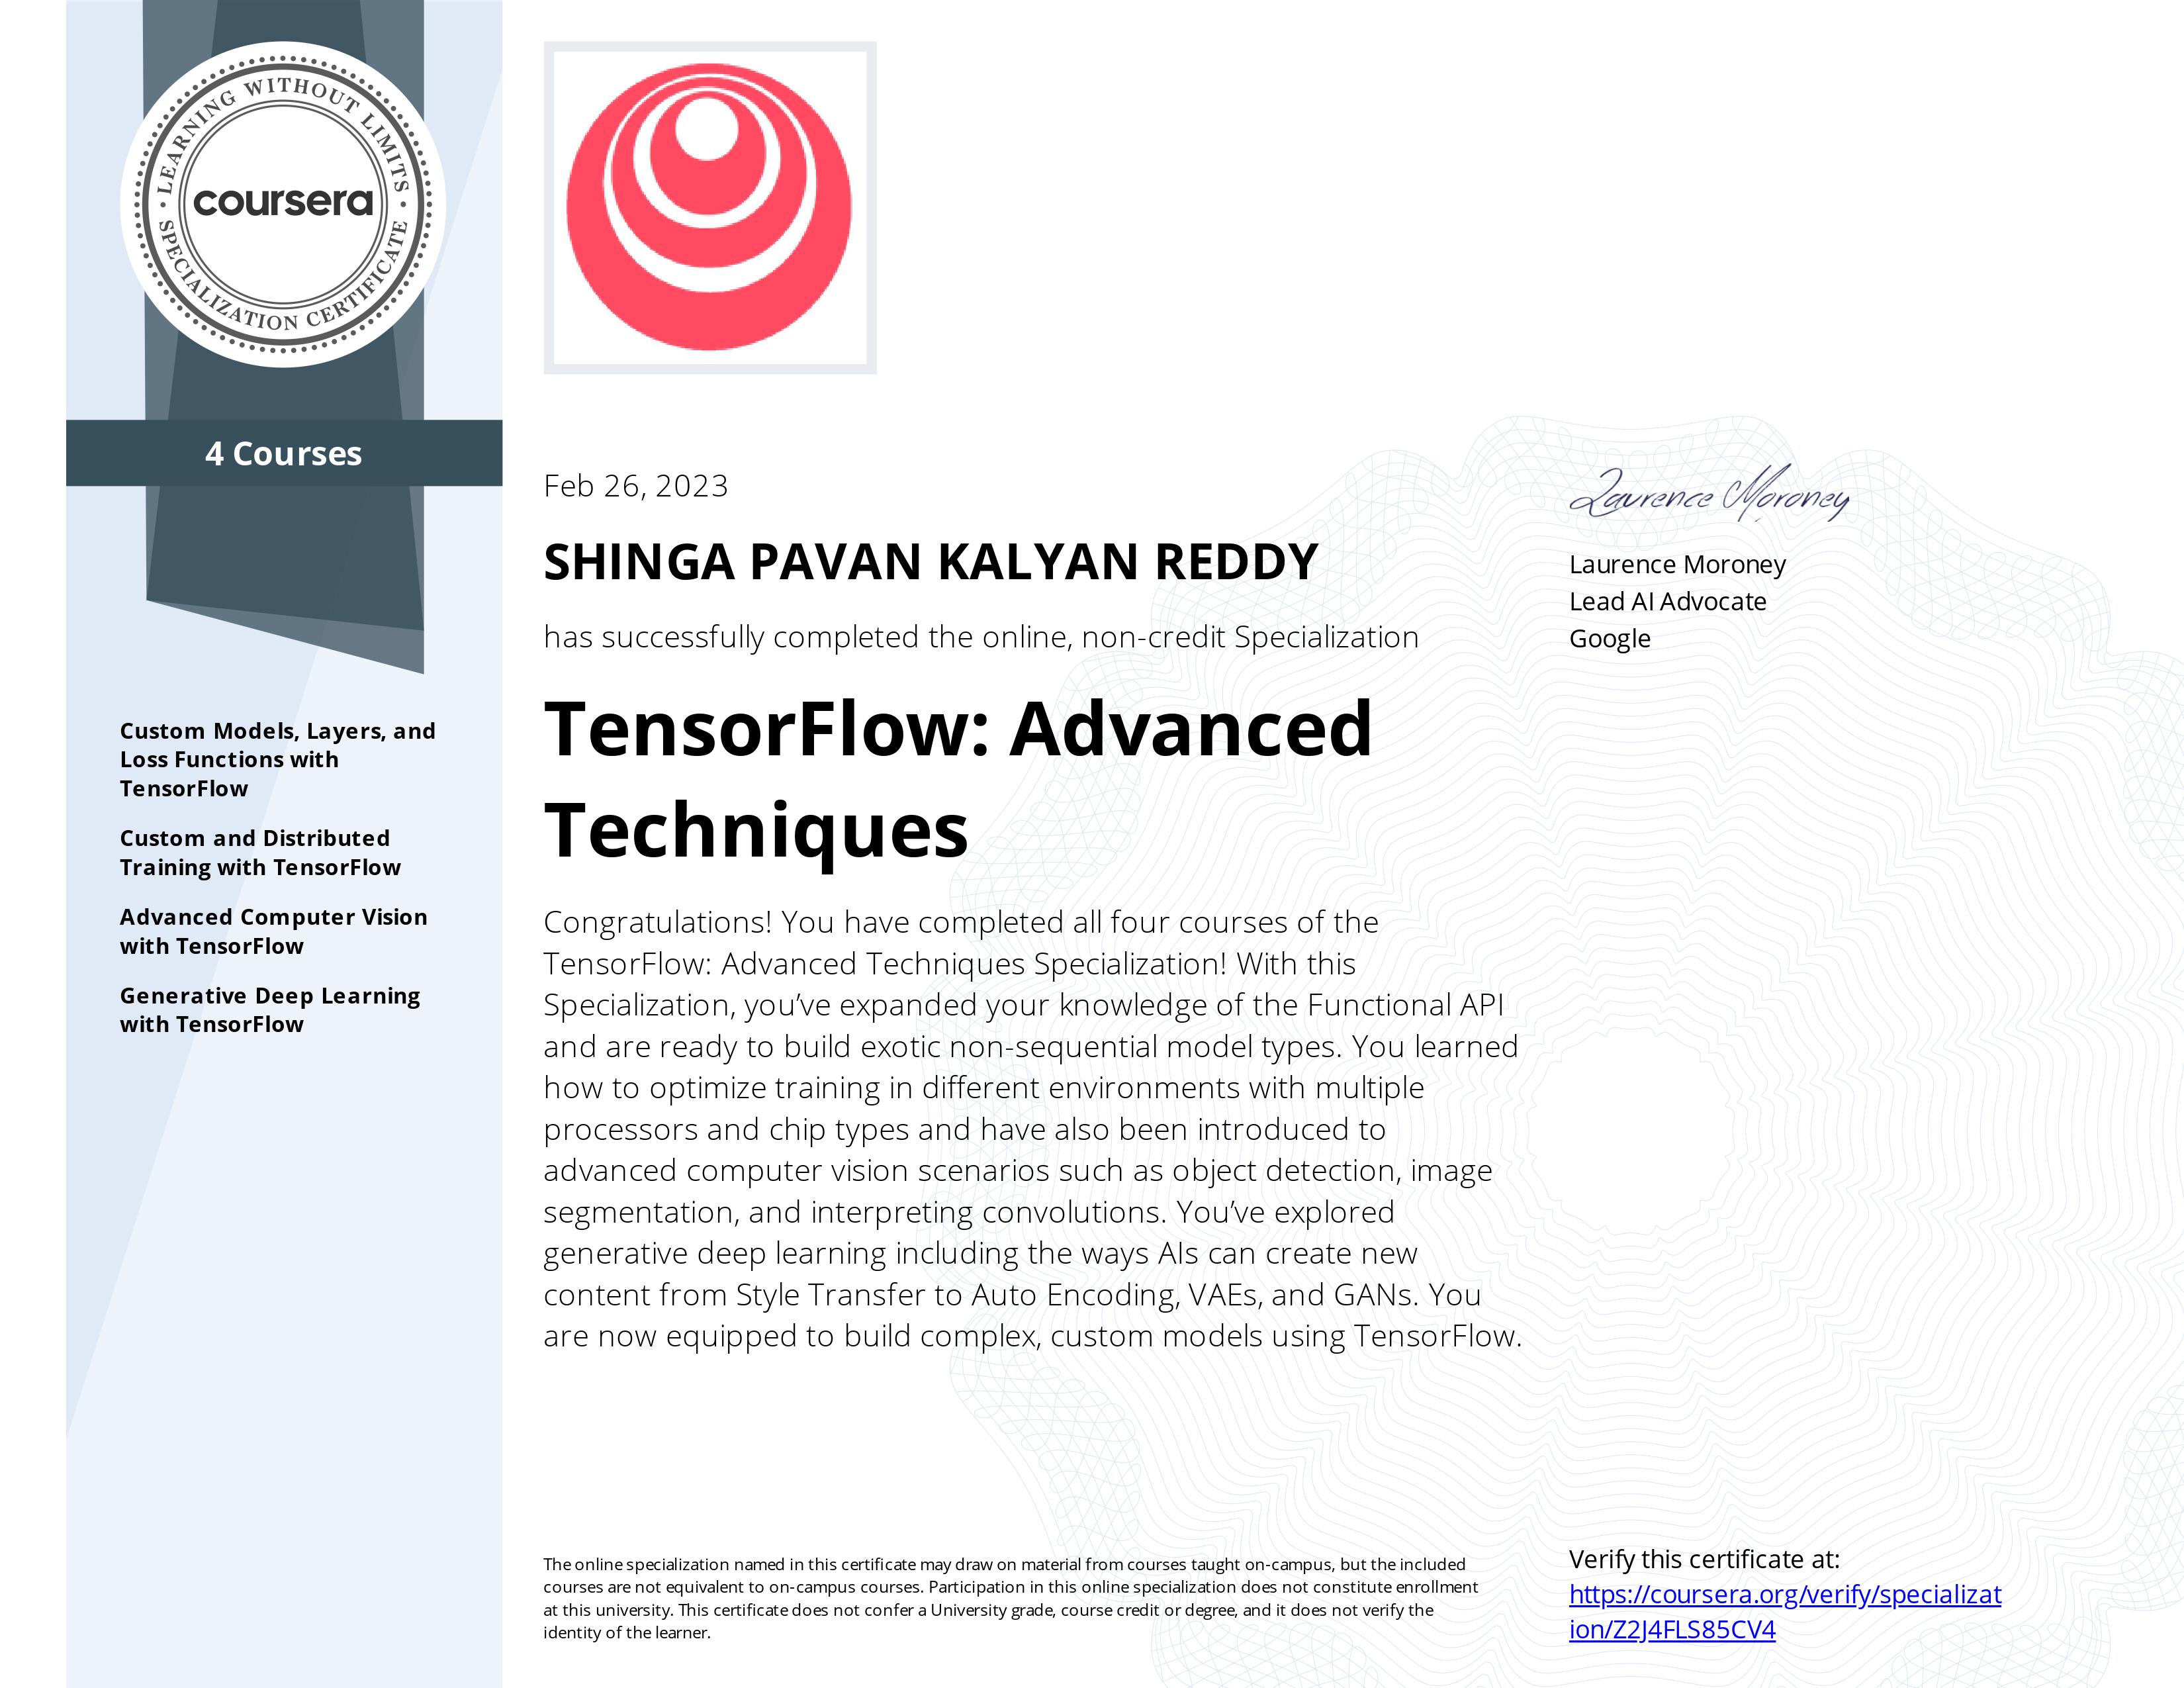 LEARNING WITHOUT LIMITS
coursera
SPECIALIZATION CERTIFICATE
4 Courses
Custom Models, Layers, and
Loss Functions with
TensorFlow
Custom and Distributed
Training with TensorFlow
Advanced Computer Vision
with TensorFlow
Generative Deep Learning
with TensorFlow
Feb 26, 2023
SHINGA PAVAN KALYAN REDDY
has successfully completed the online, non-credit Specialization
TensorFlow: Advanced
Techniques
Congratulations! You have completed all four courses of the
TensorFlow: Advanced Techniques Specialization! With this
Specialization, you’ve expanded your knowledge of the Functional API
and are ready to build exotic non-sequential model types. You learned
how to optimize training in different environments with multiple
processors and chip types and have also been introduced to
advanced computer vision scenarios such as object detection, image
segmentation, and interpreting convolutions. You’ve explored
generative deep learning including the ways AIs can create new
content from Style Transfer to Auto Encoding, VAEs, and GANs. You
are now equipped to build complex, custom models using TensorFlow.
Laurence Moroney
Laurence Moroney
Lead AI Advocate
Google
The online specialization named in this certificate may draw on material from courses taught on-campus, but the included
courses are not equivalent to on-campus courses. Participation in this online specialization does not constitute enrollment
at this university. This certificate does not confer a University grade, course credit or degree, and it does not verify the
identity of the learner.
Verify this certificate at:
https://coursera.org/verify/specializat
ion/Z2J4FLS85CV4